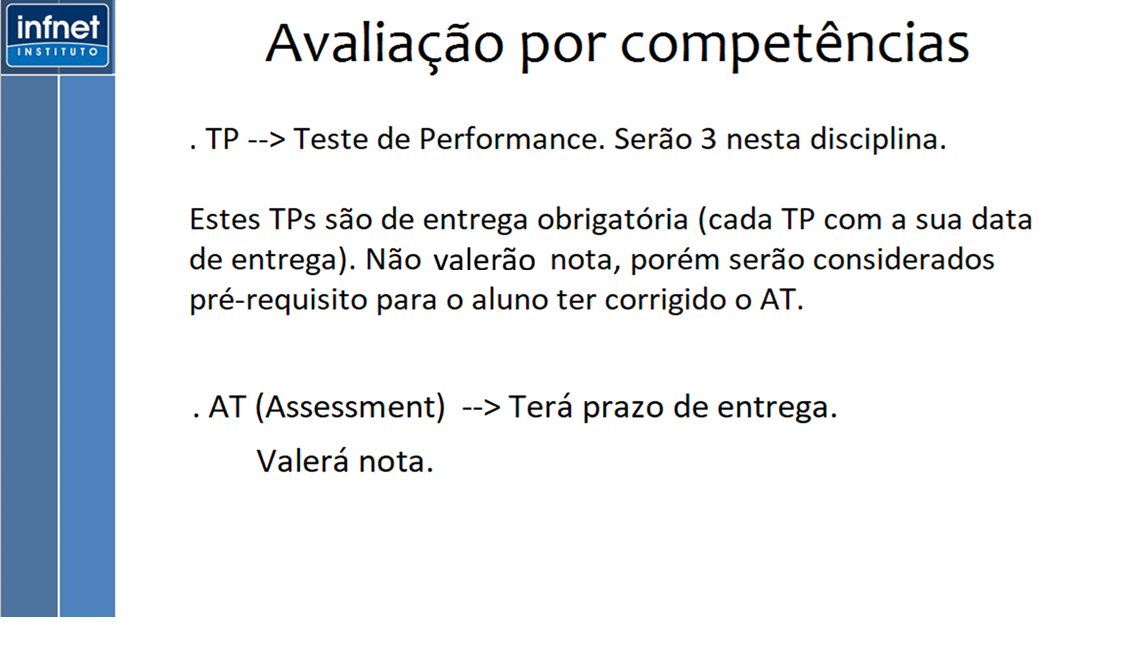 infnet
INSTITUTO
Avaliação por competências
. TP --> Teste de Performance. Serão 3 nesta disciplina.
Estes TPs são de entrega obrigatória (cada TP com a sua data
de entrega). Não valerão nota, porém serão considerados
pré-requisito para o aluno ter corrigido o AT.
. AT (Assessment) --> Terá prazo de entrega.
Valerá nota.